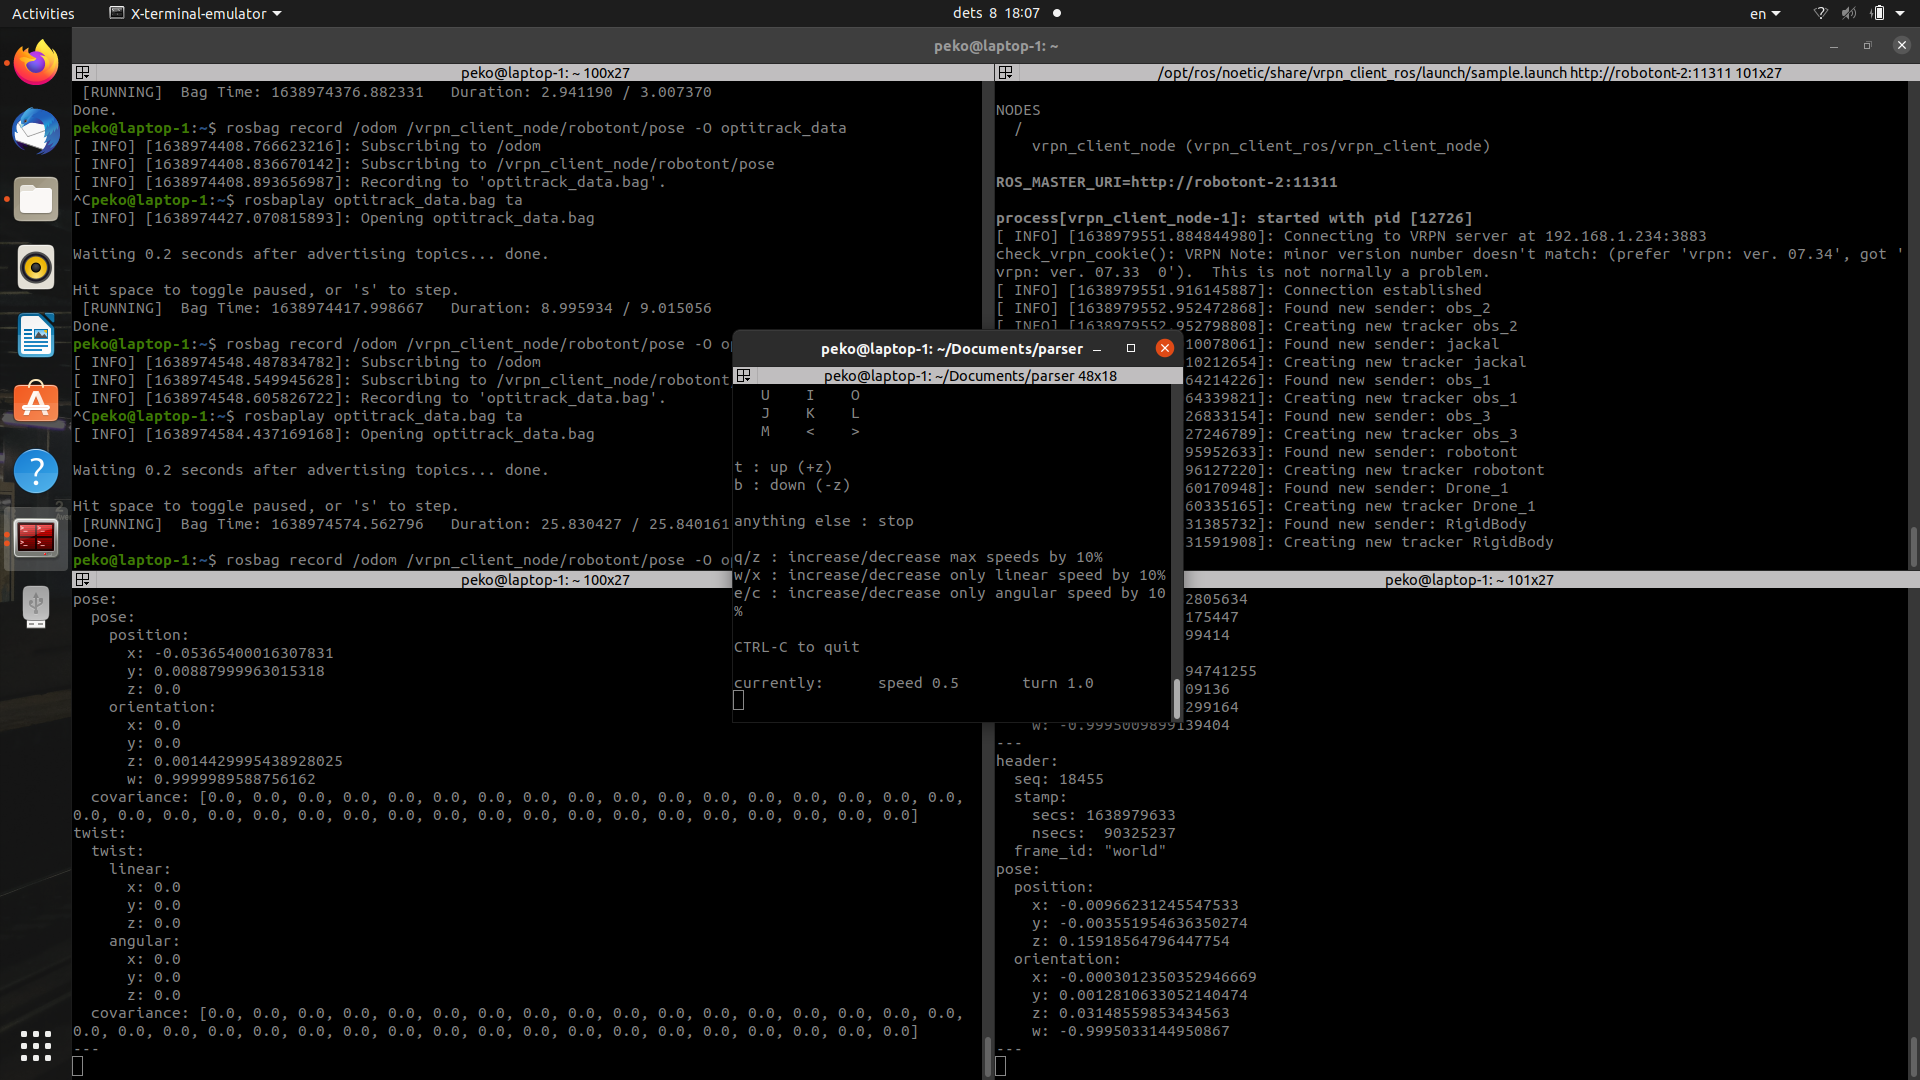 Activities
X-terminal-emulator
dets 8 18:07
en
peko@laptop-1: ~
peko@laptop-1: ~ 100x27
[RUNNING]  Bag Time: 1638974376.882331   Duration: 2.941190 / 3.007370
Done.
peko@laptop-1:~$ rosbag record /odom /vrpn_client_node/robotont/pose -O optitrack_data
[ INFO] [1638974408.766623216]: Subscribing to /odom
[ INFO] [1638974408.836670142]: Subscribing to /vrpn_client_node/robotont/pose
[ INFO] [1638974408.893656987]: Recording to 'optitrack_data.bag'.
^Cpeko@laptop-1:~$ rosbaplay optitrack_data.bag ta
[ INFO] [1638974427.070815893]: Opening optitrack_data.bag
Waiting 0.2 seconds after advertising topics... done.
Hit space to toggle paused, or 's' to step.
[RUNNING]  Bag Time: 1638974417.998667   Duration: 8.995934 / 9.015056
Done.
peko@laptop-1:~$ rosbag record /odom /vrpn_client_node/robotont/pose -O o
[ INFO] [1638974548.487834782]: Subscribing to /odom
[ INFO] [1638974548.549945628]: Subscribing to /vrpn_client_node/robotont
[ INFO] [1638974548.605826722]: Recording to 'optitrack_data.bag'.
^Cpeko@laptop-1:~$ rosbaplay optitrack_data.bag ta
[ INFO] [1638974584.437169168]: Opening optitrack_data.bag
Waiting 0.2 seconds after advertising topics... done.
Hit space to toggle paused, or 's' to step.
[RUNNING]  Bag Time: 1638974574.562796   Duration: 25.830427 / 25.840161
Done.
peko@laptop-1:~$ rosbag record /odom /vrpn_client_node/robotont/pose -O o
/opt/ros/noetic/share/vrpn_client_ros/launch/sample.launch http://robotont-2:11311 101x27
NODES
/
vrpn_client_node (vrpn_client_ros/vrpn_client_node)
ROS_MASTER_URI=http://robotont-2:11311
process[vrpn_client_node-1]: started with pid [12726]
[ INFO] [1638979551.884844980]: Connecting to VRPN server at 192.168.1.234:3883
check_vrpn_cookie(): VRPN Note: minor version number doesn't match: (prefer 'vrpn: ver. 07.34', got '
vrpn: ver. 07.33  0').  This is not normally a problem.
[ INFO] [1638979551.916145887]: Connection established
[ INFO] [1638979552.952472868]: Found new sender: obs_2
[ INFO] [1638979552.952798808]: Creating new tracker obs_2
10078061]: Found new sender: jackal
10212654]: Creating new tracker jackal
64214226]: Found new sender: obs_1
64339821]: Creating new tracker obs_1
26833154]: Found new sender: obs_3
27246789]: Creating new tracker obs_3
95952633]: Found new sender: robotont
96127220]: Creating new tracker robotont
60170948]: Found new sender: Drone_1
60335165]: Creating new tracker Drone_1
31385732]: Found new sender: RigidBody
31591908]: Creating new tracker RigidBody
peko@laptop-1: ~/Documents/parser
peko@laptop-1: ~/Documents/parser 48x18
U    I    O
J    K    L
M    <    >
t : up (+z)
b : down (-z)
anything else : stop
q/z : increase/decrease max speeds by 10%
w/x : increase/decrease only linear speed by 10%
e/c : increase/decrease only angular speed by 10
%
CTRL-C to quit
currently:      speed 0.5       turn 1.0
peko@laptop-1: ~ 100x27
pose:
pose:
position:
x: -0.05365400016307831
y: 0.00887999963015318
z: 0.0
orientation:
x: 0.0
y: 0.0
z: 0.0014429995438928025
w: 0.9999989588756162
covariance: [0.0, 0.0, 0.0, 0.0, 0.0, 0.0, 0.0, 0.0, 0.0, 0.0, 0.0, 0.0, 0.0, 0.0, 0.0, 0.0, 0.0,
0.0, 0.0, 0.0, 0.0, 0.0, 0.0, 0.0, 0.0, 0.0, 0.0, 0.0, 0.0, 0.0, 0.0, 0.0, 0.0, 0.0, 0.0, 0.0]
twist:
twist:
linear:
x: 0.0
y: 0.0
z: 0.0
angular:
x: 0.0
y: 0.0
z: 0.0
covariance: [0.0, 0.0, 0.0, 0.0, 0.0, 0.0, 0.0, 0.0, 0.0, 0.0, 0.0, 0.0, 0.0, 0.0, 0.0, 0.0, 0.0,
0.0, 0.0, 0.0, 0.0, 0.0, 0.0, 0.0, 0.0, 0.0, 0.0, 0.0, 0.0, 0.0, 0.0, 0.0, 0.0, 0.0, 0.0, 0.0]
---
peko@laptop-1: ~ 101x27
2805634
175447
99414
94741255
09136
299164
w: -0.9995009899139404
---
header:
seq: 18455
stamp:
secs: 1638979633
nsecs:  90325237
frame_id: "world"
pose:
position:
x: -0.00966231245547533
y: -0.003551954636350274
z: 0.15918564796447754
orientation:
x: -0.0003012350352946669
y: 0.0012810633052140474
z: 0.03148559853434563
w: -0.9995033144950867
---